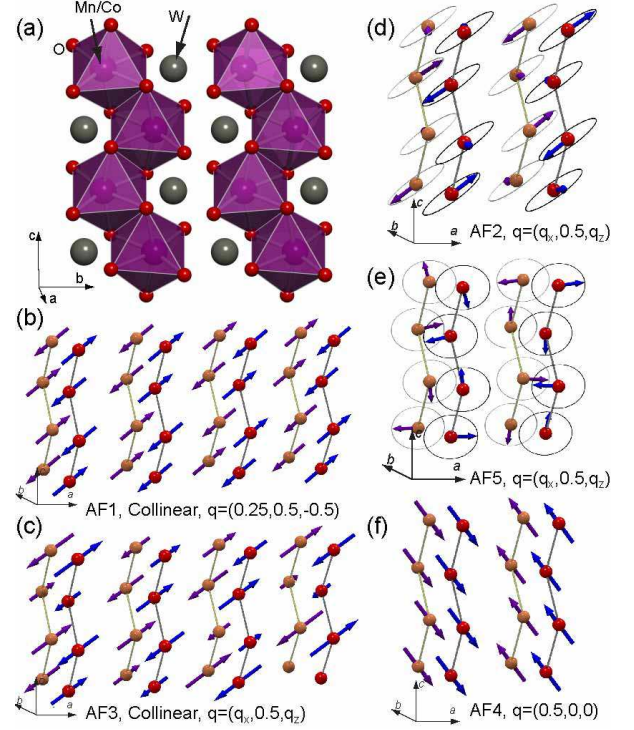 (a)
Mn/Co
W
O
c
b
a
(b)
b
a
AF1, Collinear, q=(0.25,0.5,-0.5)
(c)
b
a
AF3, Collinear, q=(qx,0.5,qz)
(d)
c
b
a
AF2, q=(qx,0.5,qz)
(e)
c
b
a
AF5, q=(qx,0.5,qz)
(f)
c
b
a
AF4, q=(0.5,0,0)